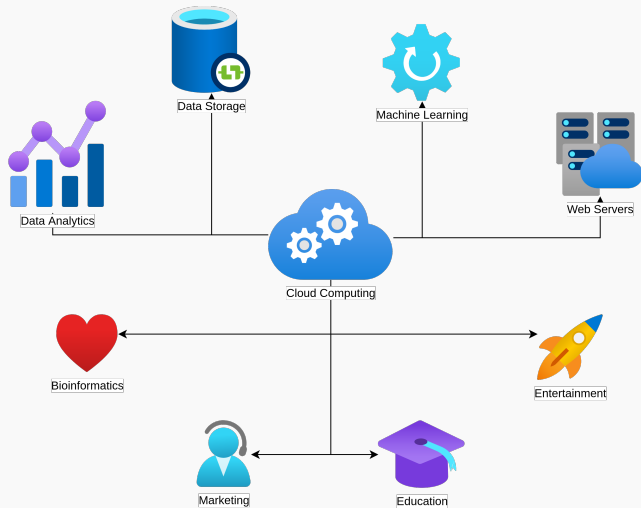 Data Storage
Machine Learning
Data Analytics
Web Servers
Cloud Computing
Bioinformatics
Entertainment
Marketing
Education